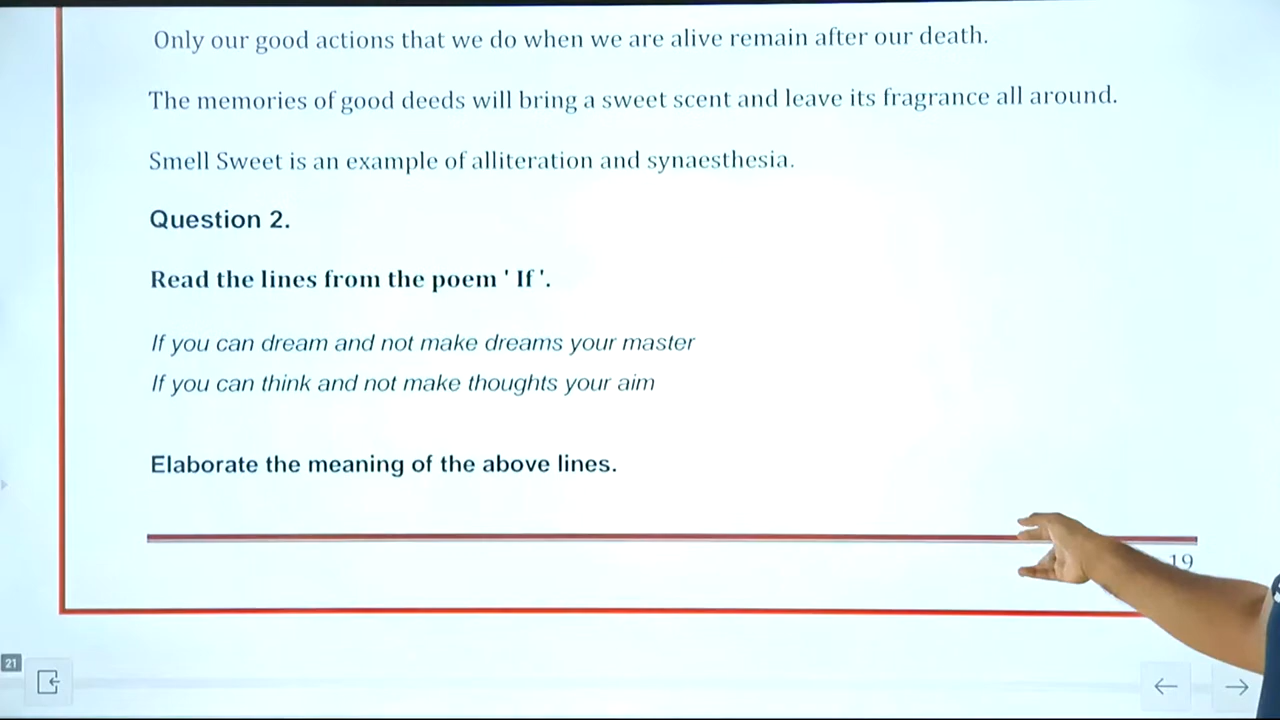 Only our good actions that we do when we are alive remain after our death.
The memories of good deeds will bring a sweet scent and leave its fragrance all around.
Smell Sweet is an example of alliteration and synaesthesia.
Question 2.
Read the lines from the poem ' If '.
If you can dream and not make dreams your master
If you can think and not make thoughts your aim
Elaborate the meaning of the above lines.
19
21